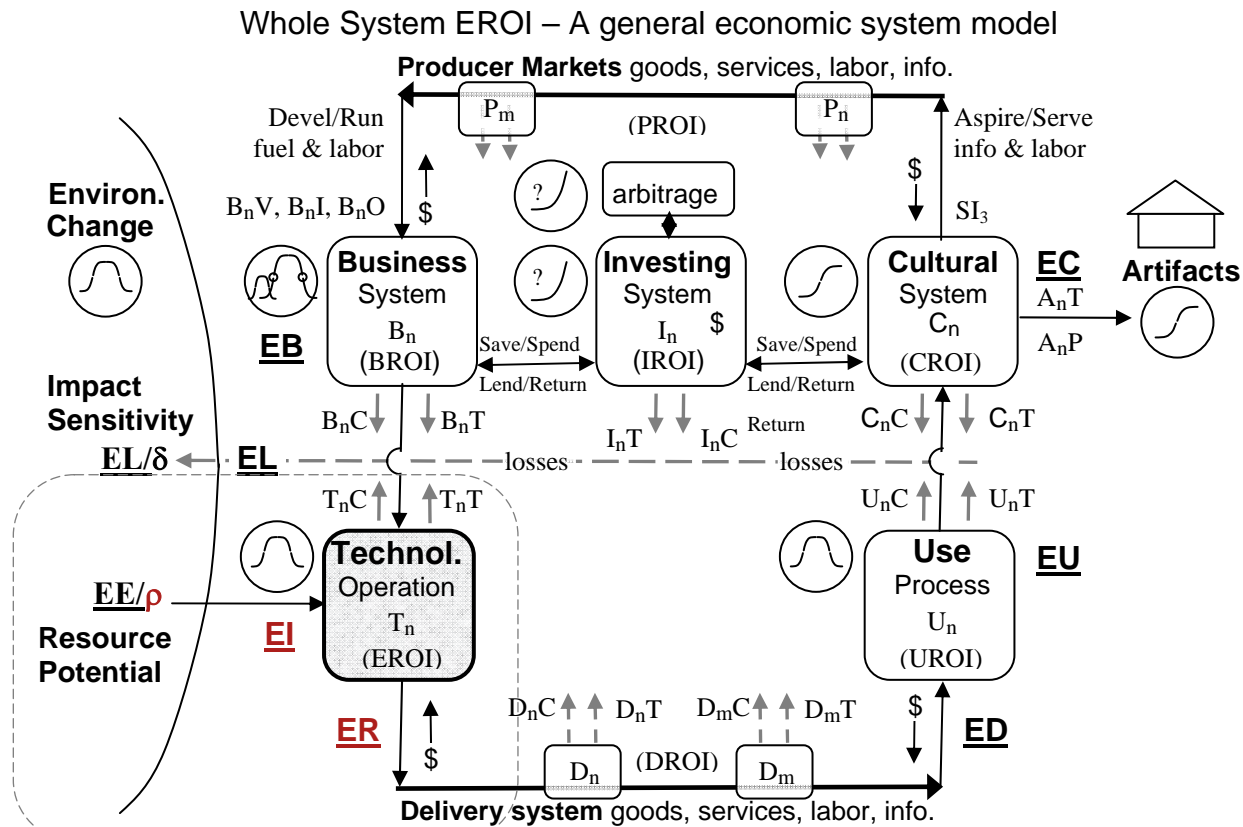 Whole System EROI – A general economic system model
Producer Markets goods, services, labor, info.
Pm
Pn
(PROI)
Devel/Run
fuel & labor
Aspire/Serve
info & labor
$
$
BnV, BnI, BnO
SI3
Environ.
Change
?
arbitrage
?
Business
System
Bn
(BROI)
EB
Investing
System
$
In
(IROI)
Cultural
System
Cn
(CROI)
EC
AnT
AnP
Artifacts
Save/Spend
Lend/Return
Save/Spend
Lend/Return
Impact
Sensitivity
BnC
BnT
InT
InC
Return
CnC
CnT
EL/δ
EL
losses
losses
TnC
TnT
UnC
UnT
Technol.
Operation
Tn
(EROI)
Use
Process
Un
(UROI)
EU
EE/ρ
EI
Resource
Potential
ER
$
DnC
DnT
DmC
DmT
$
ED
Dn
(DROI)
Dm
Delivery system goods, services, labor, info.